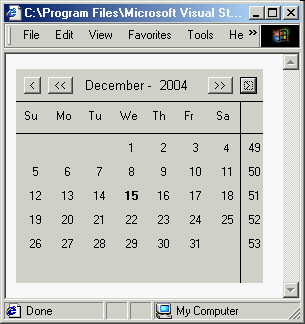 C:\Program Files\Microsoft Visual St...
File Edit View Favorites Tools He »
< << December - 2004 >>
Su Mo Tu We Th Fr Sa
1 2 3 4 49
5 6 7 8 9 10 11 50
12 13 14 15 16 17 18 51
19 20 21 22 23 24 25 52
26 27 28 29 30 31 53
Done My Computer